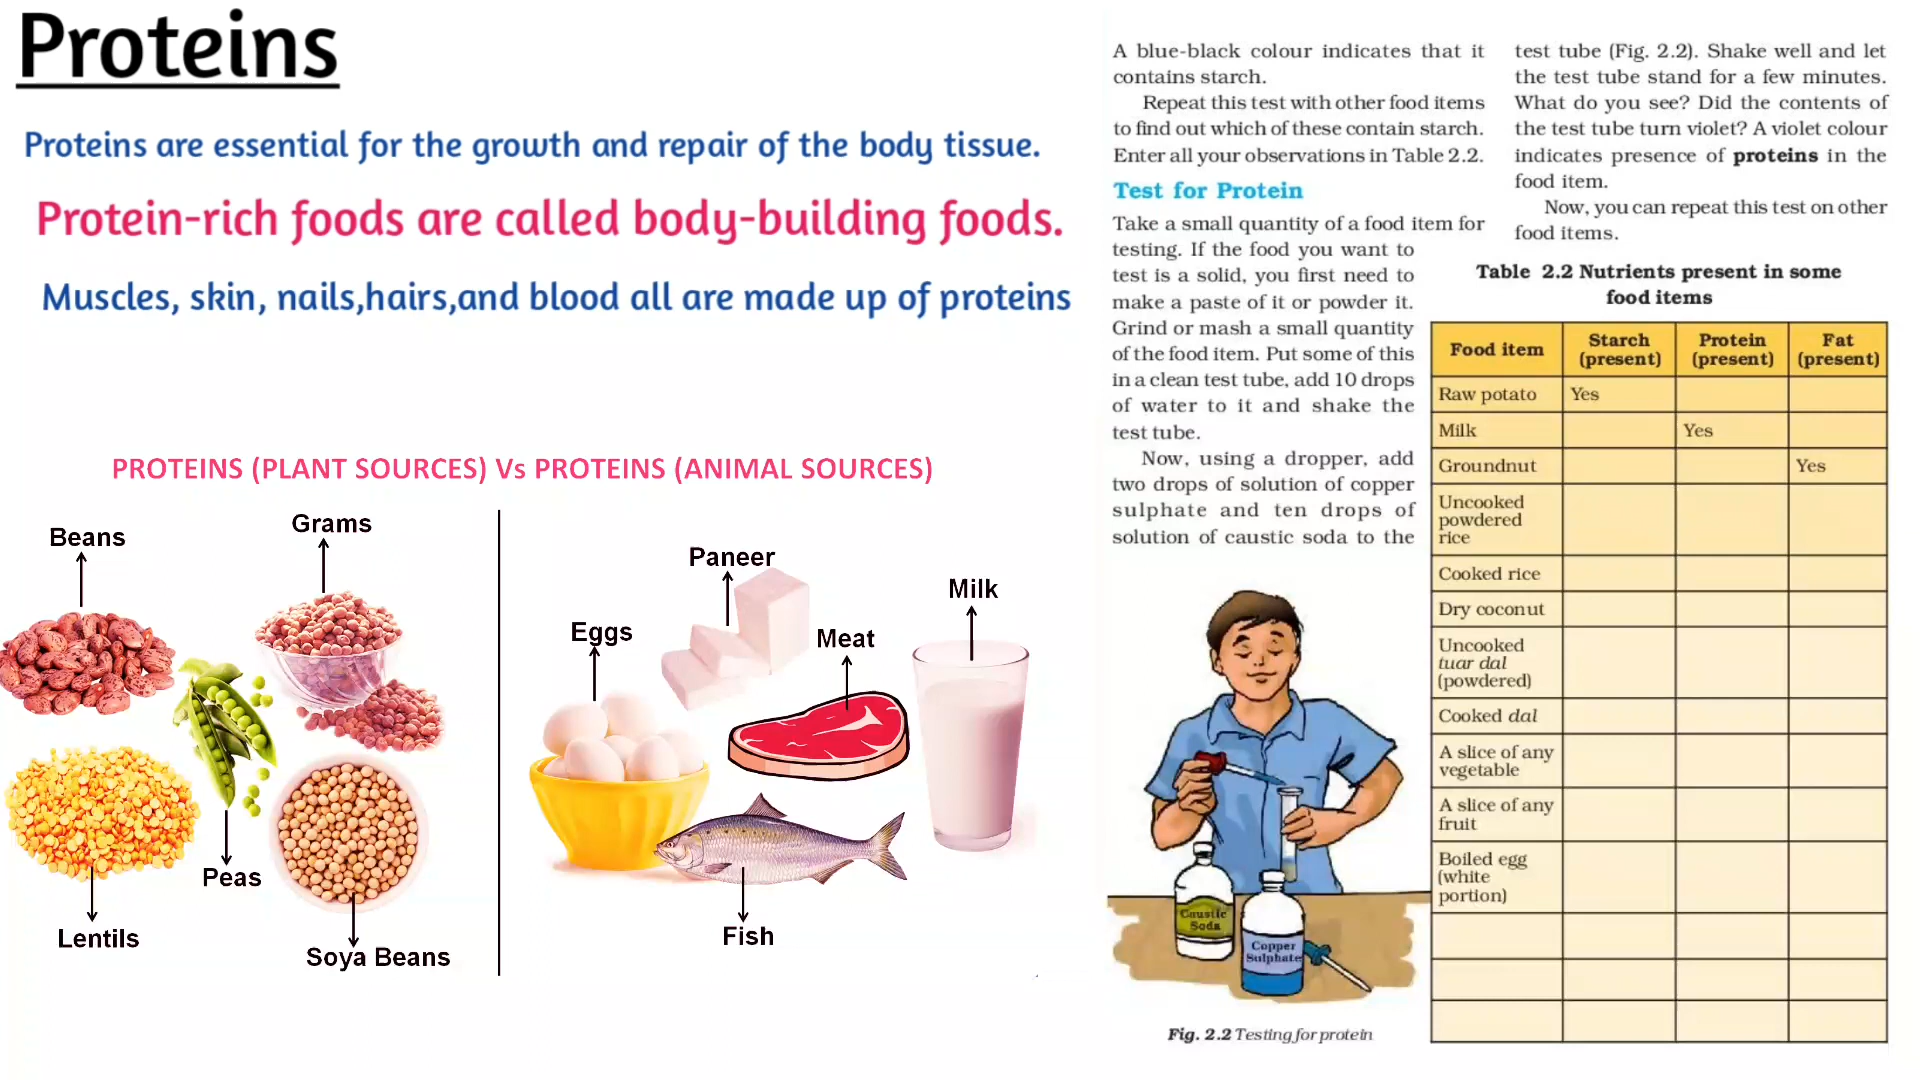 Proteins
Proteins are essential for the growth and repair of the body tissue.
Protein-rich foods are called body-building foods.
Muscles, skin, nails,hairs,and blood all are made up of proteins
PROTEINS (PLANT SOURCES) Vs PROTEINS (ANIMAL SOURCES)
Beans
Grams
Peas
Lentils
Soya Beans
Paneer
Milk
Eggs
Meat
Fish
A blue-black colour indicates that it
contains starch.
Repeat this test with other food items
to find out which of these contain starch.
Enter all your observations in Table 2.2.
Test for Protein
Take a small quantity of a food item for
testing. If the food you want to
test is a solid, you first need to
make a paste of it or powder it.
Grind or mash a small quantity
of the food item. Put some of this
in a clean test tube, add 10 drops
of water to it and shake the
test tube.
Now, using a dropper, add
two drops of solution of copper
sulphate and ten drops of
solution of caustic soda to the
Caustic
Soda
Copper
Sulphate
Fig. 2.2 Testing for protein
test tube (Fig. 2.2). Shake well and let
the test tube stand for a few minutes.
What do you see? Did the contents of
the test tube turn violet? A violet colour
indicates presence of proteins in the
food item.
Now, you can repeat this test on other
food items.
Table 2.2 Nutrients present in some
food items
Food item Starch (present) Protein (present) Fat (present)
Raw potato Yes
Milk Yes
Groundnut Yes
Uncooked
powdered
rice
Cooked rice
Dry coconut
Uncooked
tuar dal
(powdered)
Cooked dal
A slice of any
vegetable
A slice of any
fruit
Boiled egg
(white
portion)